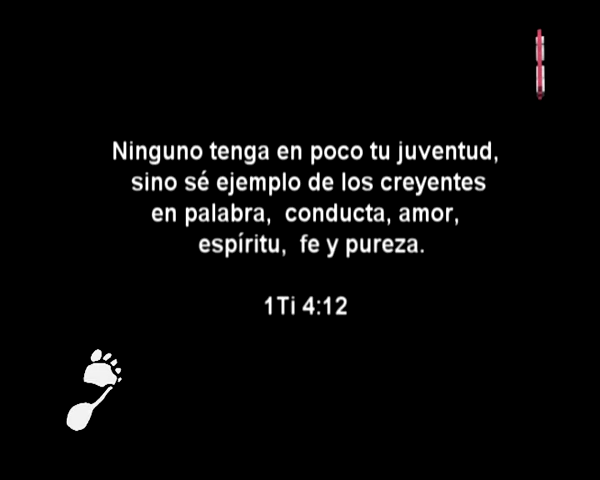 Ninguno tenga en poco tu juventud,
sino sé ejemplo de los creyentes
en palabra, conducta, amor,
espíritu, fe y pureza.
1Ti 4:12